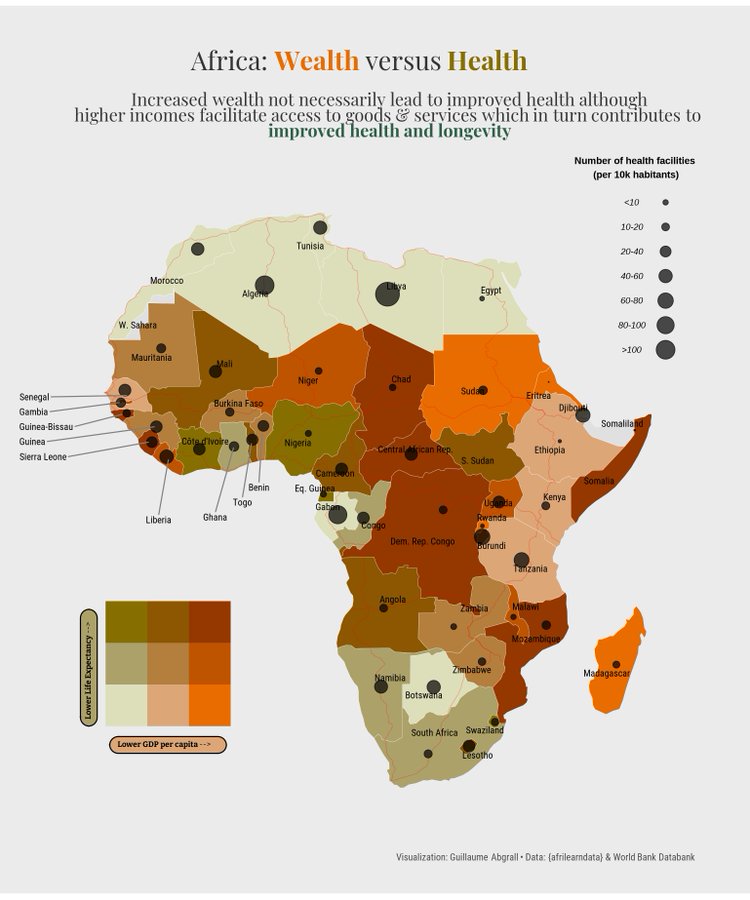 Africa: Wealth versus Health
Increased wealth not necessarily lead to improved health although
higher incomes facilitate access to goods & services which in turn contributes to
improved health and longevity
Number of health facilities
(per 10k habitants)
<10
10-20
20-40
40-60
60-80
80-100
>100
Tunisia
Morocco
Algeria
Libya
Egypt
W. Sahara
Mauritania
Mali
Niger
Chad
Sudan
Eritrea
Senegal
Gambia
Guinea-Bissau
Guinea
Sierra Leone
Burkina Faso
Djibouti
Somaliland
Côte d'Ivoire
Nigeria
Central African Rep.
Ethiopia
S. Sudan
Cameroon
Somalia
Benin
Eq. Guinea
Togo
Ghana
Liberia
Gabon
Congo
Uganda
Kenya
Rwanda
Dem. Rep. Congo
Burundi
Tanzania
Angola
Zambia
Malawi
Mozambique
Zimbabwe
Madagascar
Namibia
Botswana
South Africa
Swaziland
Lesotho
Lower Life Expectancy -->
Lower GDP per capita -->
Visualization: Guillaume Abgrall • Data: {afrilearndata} & World Bank Databank